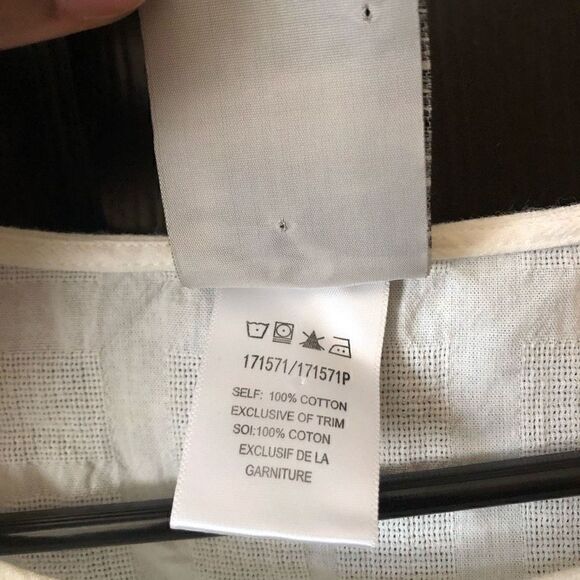 171571/171571P
SELF: 100% COTTON
EXCLUSIVE OF TRIM
SOI:100% COTON
EXCLUSIF DE LA
GARNITURE